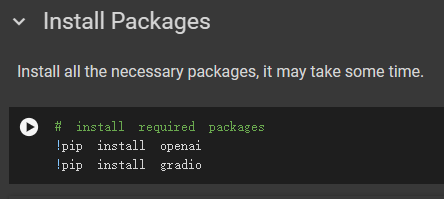 Install Packages
Install all the necessary packages, it may take some time.
# install required packages
!pip install openai
!pip install gradio